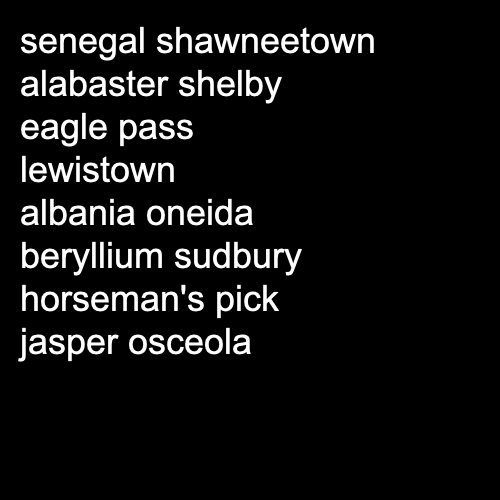 senegal shawneetown
alabaster shelby
eagle pass
lewistown
albania oneida
beryllium sudbury
horseman's pick
jasper osceola